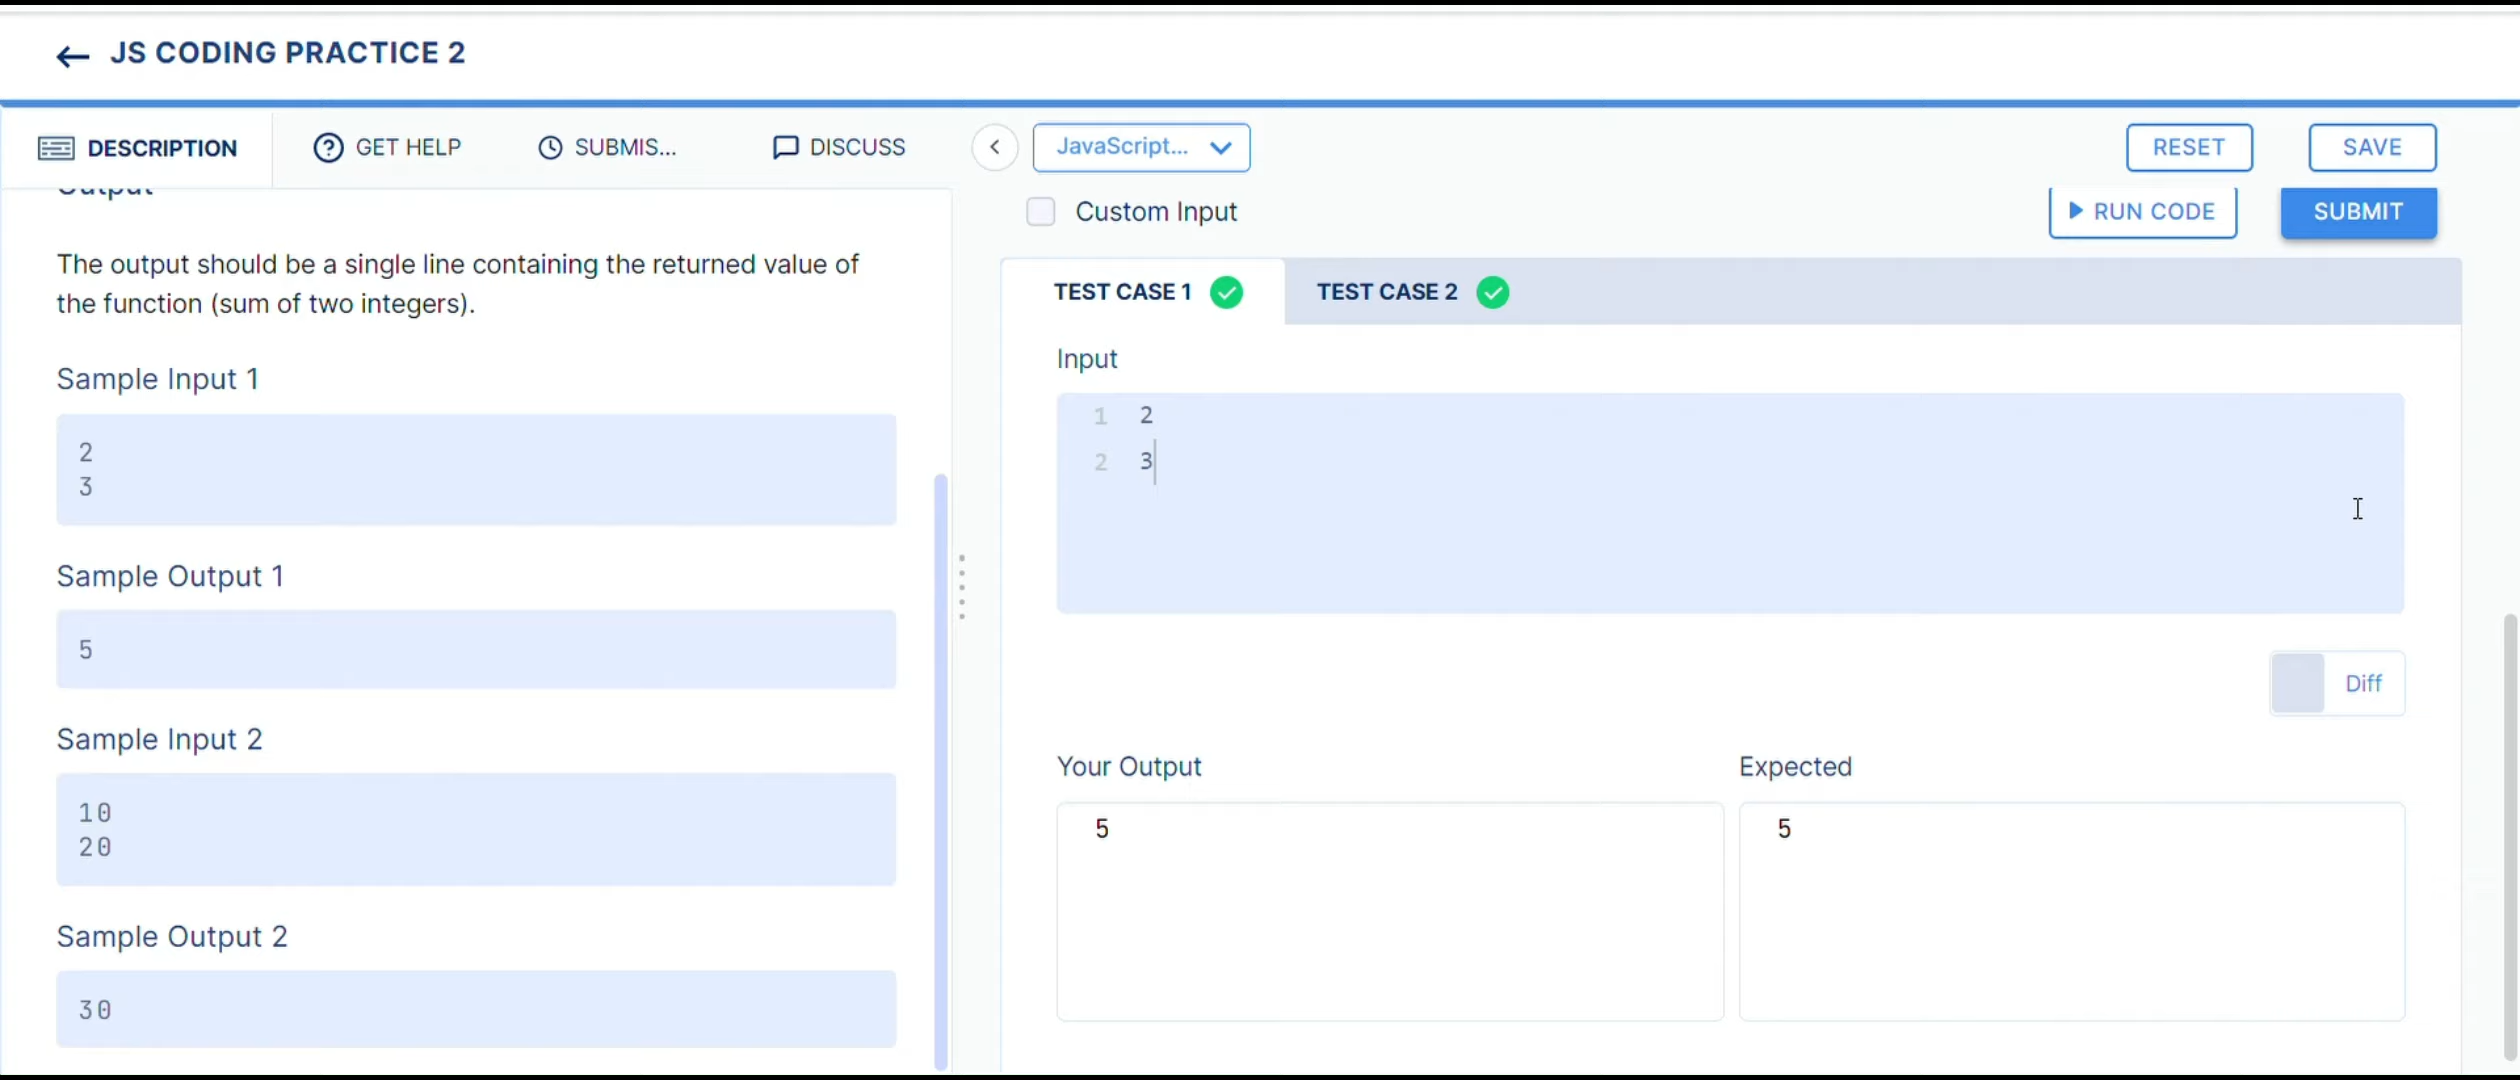 JS CODING PRACTICE 2
DESCRIPTION
GET HELP
SUBMIS...
DISCUSS
JavaScript...
RESET
SAVE
Output
The output should be a single line containing the returned value of
the function (sum of two integers).
Sample Input 1
2
3
Sample Output 1
5
Sample Input 2
10
20
Sample Output 2
30
Custom Input
RUN CODE
SUBMIT
TEST CASE 1
TEST CASE 2
Input
1 2
2 3
Diff
Your Output
Expected
5
5